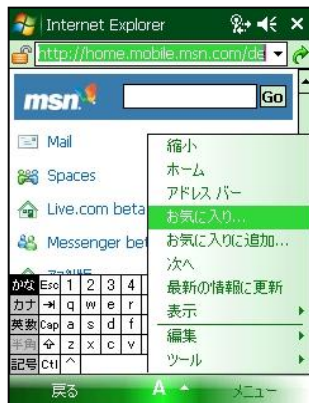 Internet Explorer
http://home.mobile.msn.com/de
msn
Go
Mail
Spaces
Live.com beta
Messenger bet
縮小
ホーム
アドレス バー
お気に入り...
お気に入りに追加...
次へ
最新の情報に更新
表示
編集
ツール
かな Esc 1 2 3 4
カナ q w e r
英数 Cap a s d f
半角 z x c v
記号 Ctl ^
戻る A メニュー